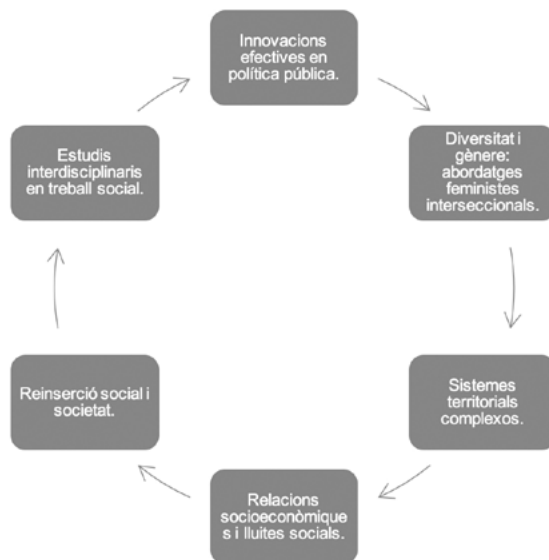 Innovacions
efectives en
política pública.
Diversitat i
gènere:
abordatges
feministes
interseccionals.
Sistemes
territorials
complexos.
Relacions
socioeconòmique
s i lluites socials.
Reinserció social i
societat.
Estudis
interdisciplinaris
en treball social.